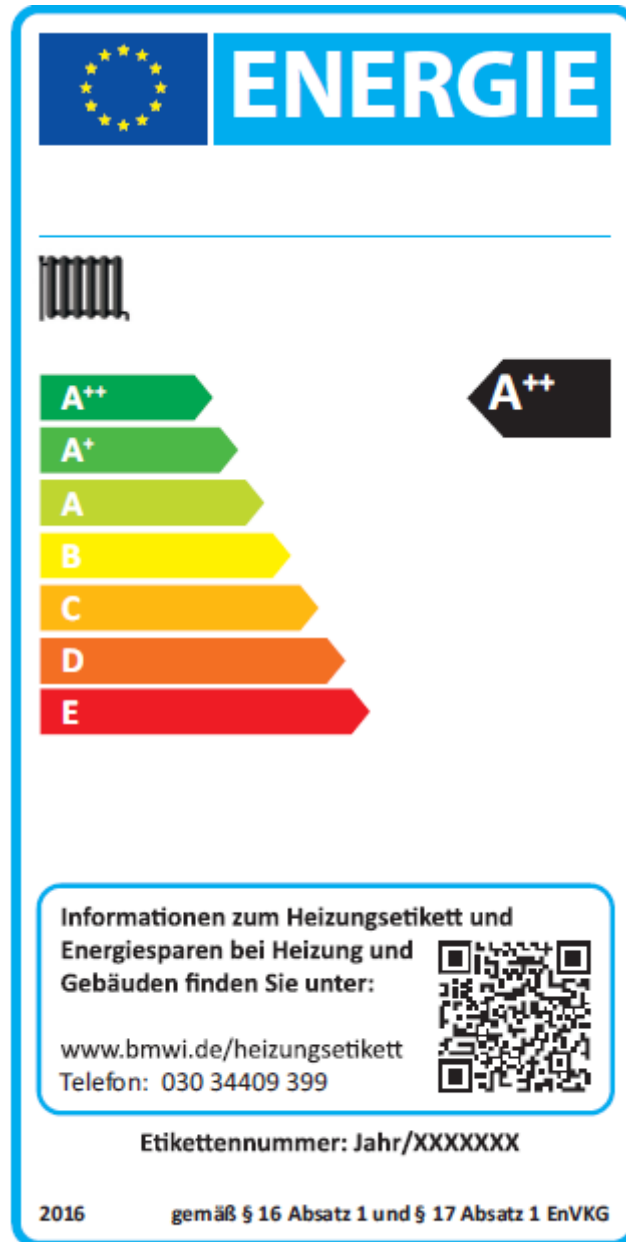 ENERGIE
A++
A++
A+
A
B
C
D
E
Informationen zum Heizungsetikett und
Energiesparen bei Heizung und
Gebäuden finden Sie unter:
www.bmwi.de/heizungsetikett
Telefon: 030 34409 399
Etikettennummer: Jahr/XXXXXXX
2016 gemäß § 16 Absatz 1 und § 17 Absatz 1 EnVKG